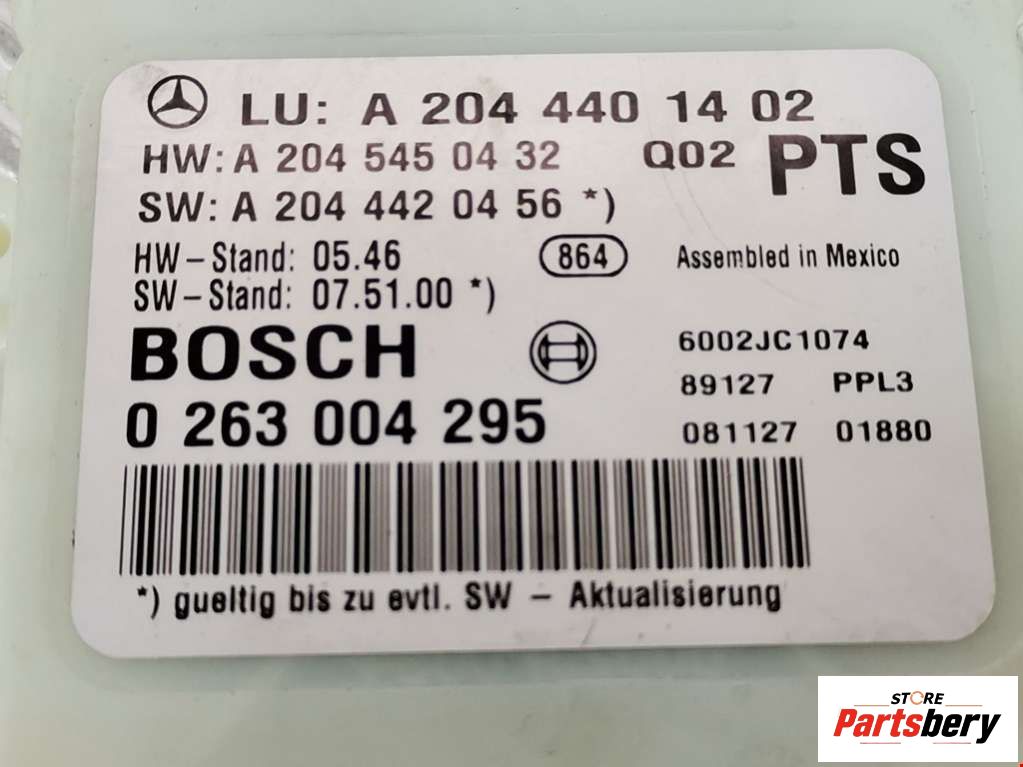 LU: A 204 440 14 02
HW: A 204 545 04 32 Q02 PTS
SW: A 204 442 04 56 *)
HW-Stand: 05.46 864 Assembled in Mexico
SW-Stand: 07.51.00 *)
BOSCH 6002JC1074
89127 PPL3
0 263 004 295 081127 01880
*) gueltig bis zu evtl. SW - Aktualisierung
STORE
Partsbery